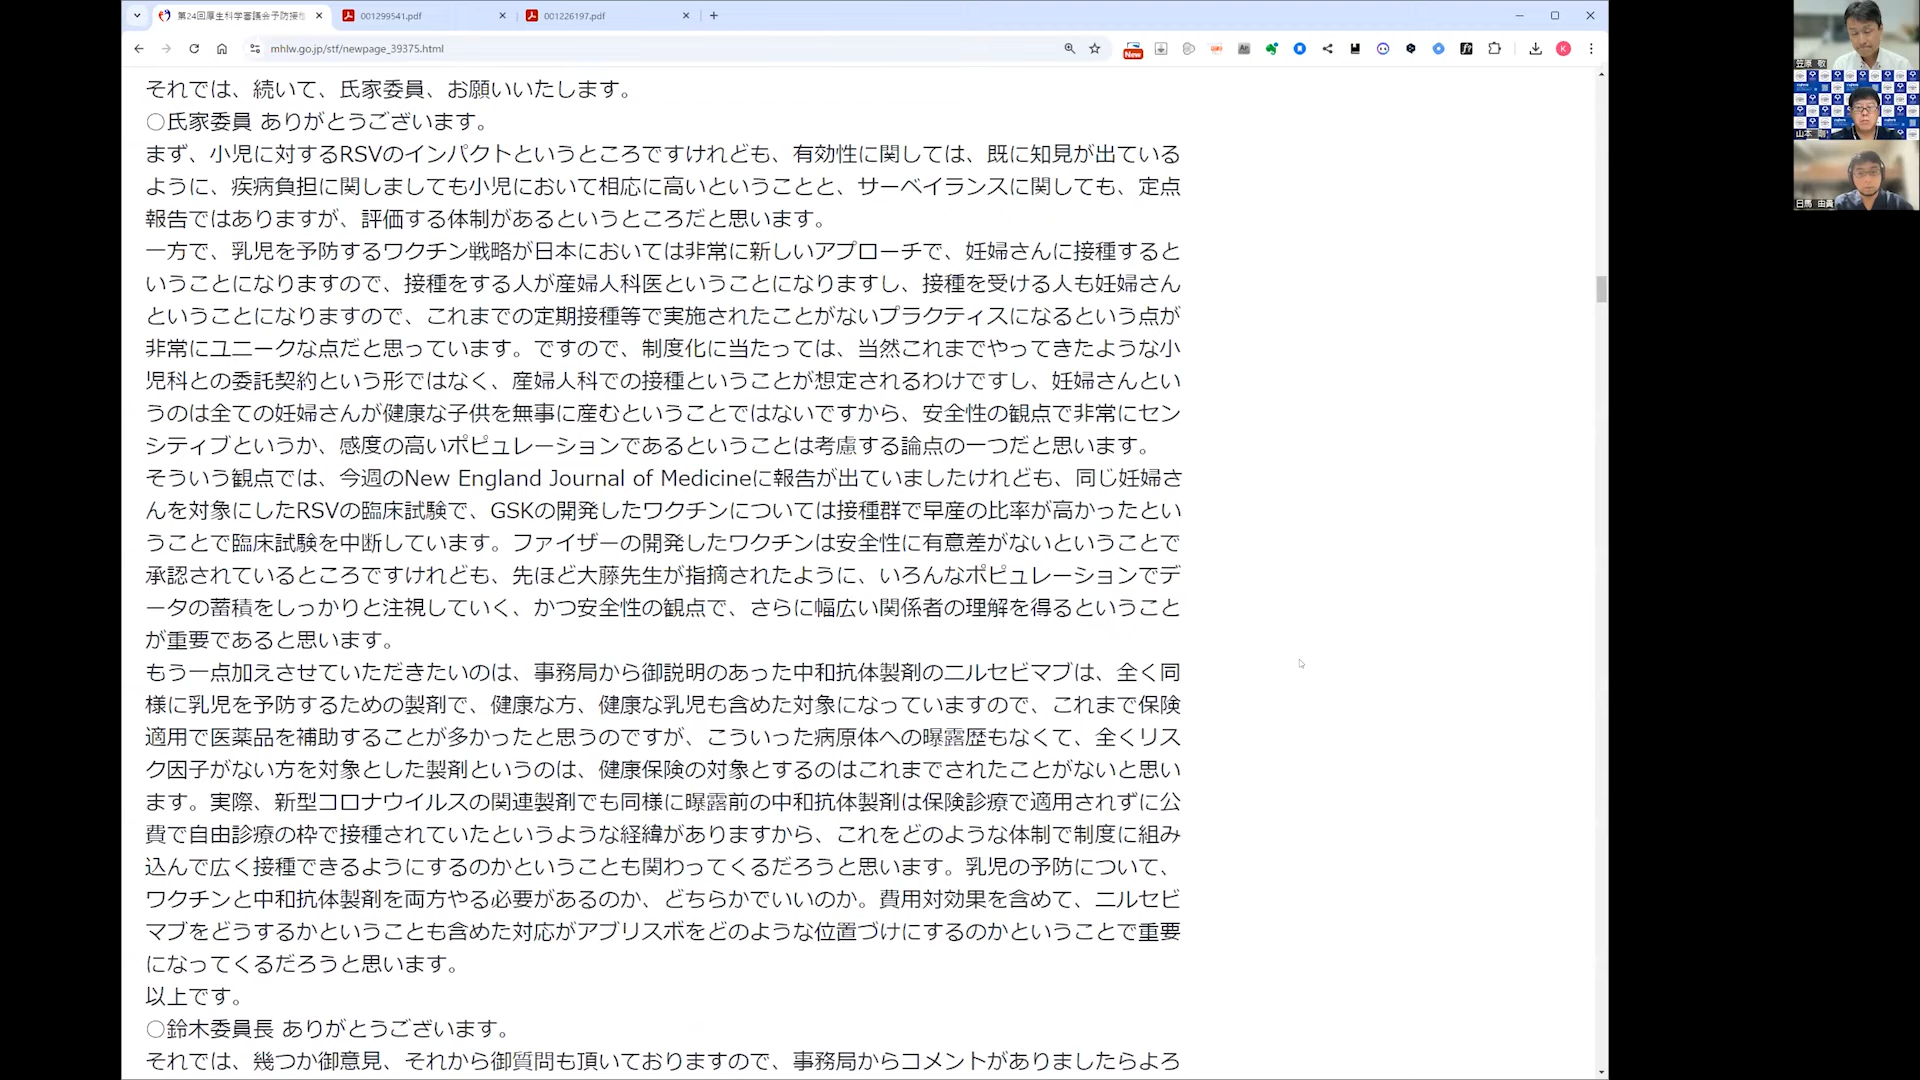 第24回厚生科学審議会予防接種
001299541.pdf
001226197.pdf
mhlw.go.jp/stf/newpage_39375.html
New
K
それでは、続いて、氏家委員、お願いいたします。
○氏家委員 ありがとうございます。
まず、小児に対するRSVのインパクトというところですけれども、有効性に関しては、既に知見が出ている
ように、疾病負担に関しましても小児において相応に高いということと、サーベイランスに関しても、定点
報告ではありますが、評価する体制があるというところだと思います。
一方で、乳児を予防するワクチン戦略が日本においては非常に新しいアプローチで、妊婦さんに接種すると
いうことになりますので、接種をする人が産婦人科医ということになりますし、接種を受ける人も妊婦さん
ということになりますので、これまでの定期接種等で実施されたことがないプラクティスになるという点が
非常にユニークな点だと思っています。ですので、制度化に当たっては、当然これまでやってきたような小
児科との委託契約という形ではなく、産婦人科での接種ということが想定されるわけですし、妊婦さんとい
うのは全ての妊婦さんが健康な子供を無事に産むということではないですから、安全性の観点で非常にセン
シティブというか、感度の高いポピュレーションであるということは考慮する論点の一つだと思います。
そういう観点では、今週のNew England Journal of Medicineに報告が出ていましたけれども、同じ妊婦さ
んを対象にしたRSVの臨床試験で、GSKの開発したワクチンについては接種群で早産の比率が高かったとい
うことで臨床試験を中断しています。ファイザーの開発したワクチンは安全性に有意差がないということで
承認されているところですけれども、先ほど大藤先生が指摘されたように、いろんなポピュレーションでデ
ータの蓄積をしっかりと注視していく、かつ安全性の観点で、さらに幅広い関係者の理解を得るということ
が重要であると思います。
もう一点加えさせていただきたいのは、事務局から御説明のあった中和抗体製剤のニルセビマブは、全く同
様に乳児を予防するための製剤で、健康な方、健康な乳児も含めた対象になっていますので、これまで保険
適用で医薬品を補助することが多かったと思うのですが、こういった病原体への曝露歴もなくて、全くリス
ク因子がない方を対象とした製剤というのは、健康保険の対象とするのはこれまでされたことがないと思い
ます。実際、新型コロナウイルスの関連製剤でも同様に曝露前の中和抗体製剤は保険診療で適用されずに公
費で自由診療の枠で接種されていたというような経緯がありますから、これをどのような体制で制度に組み
込んで広く接種できるようにするのかということも関わってくるだろうと思います。乳児の予防について、
ワクチンと中和抗体製剤を両方やる必要があるのか、どちらかでいいのか。費用対効果を含めて、ニルセビ
マブをどうするかということも含めた対応がアブリスボをどのような位置づけにするのかということで重要
になってくるだろうと思います。
以上です。
○鈴木委員長 ありがとうございます。
それでは、幾つか御意見、それから御質問も頂いておりますので、事務局からコメントがありましたらよろ
笠原 敬
山本 剛
日馬 由貴